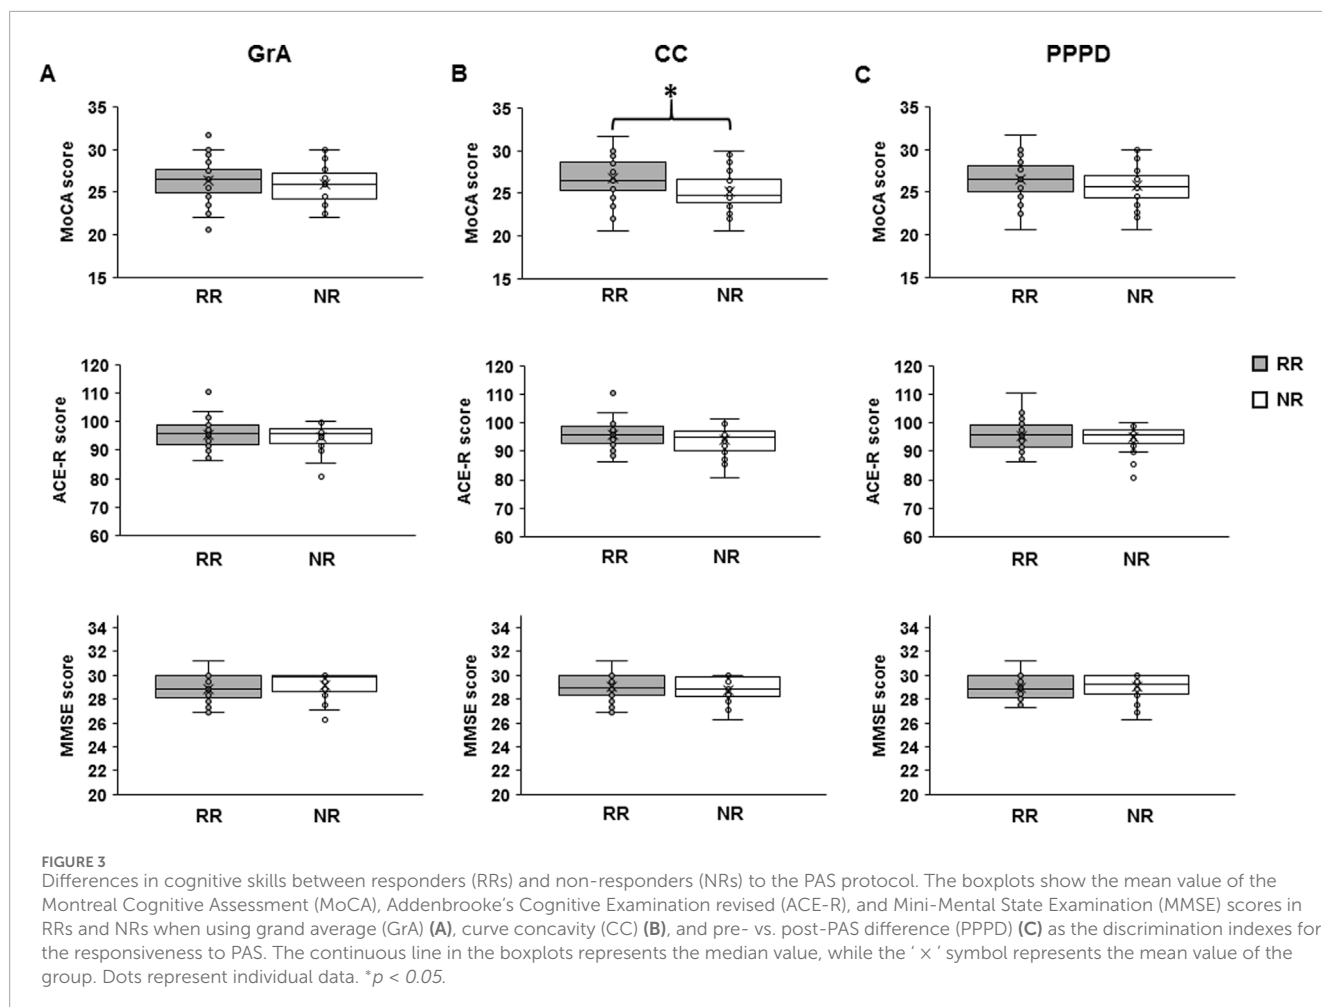 GrA
CC
PPPD
A
B
C
*
MoCA score
35
30
25
20
15
RR
NR
MoCA score
35
30
25
20
15
RR
NR
MoCA score
35
30
25
20
15
RR
NR
ACE-R score
120
110
100
90
80
70
60
RR
NR
ACE-R score
120
110
100
90
80
70
60
RR
NR
ACE-R score
120
110
100
90
80
70
60
RR
NR
RR
NR
MMSE score
34
32
30
28
26
24
22
20
RR
NR
MMSE score
34
32
30
28
26
24
22
20
RR
NR
MMSE score
34
32
30
28
26
24
22
20
RR
NR
FIGURE 3
Differences in cognitive skills between responders (RRs) and non-responders (NRs) to the PAS protocol. The boxplots show the mean value of the
Montreal Cognitive Assessment (MoCA), Addenbrooke's Cognitive Examination revised (ACE-R), and Mini-Mental State Examination (MMSE) scores in
RRs and NRs when using grand average (GrA) (A), curve concavity (CC) (B), and pre- vs. post-PAS difference (PPPD) (C) as the discrimination indexes for
the responsiveness to PAS. The continuous line in the boxplots represents the median value, while the ' × ' symbol represents the mean value of the
group. Dots represent individual data. *p < 0.05.